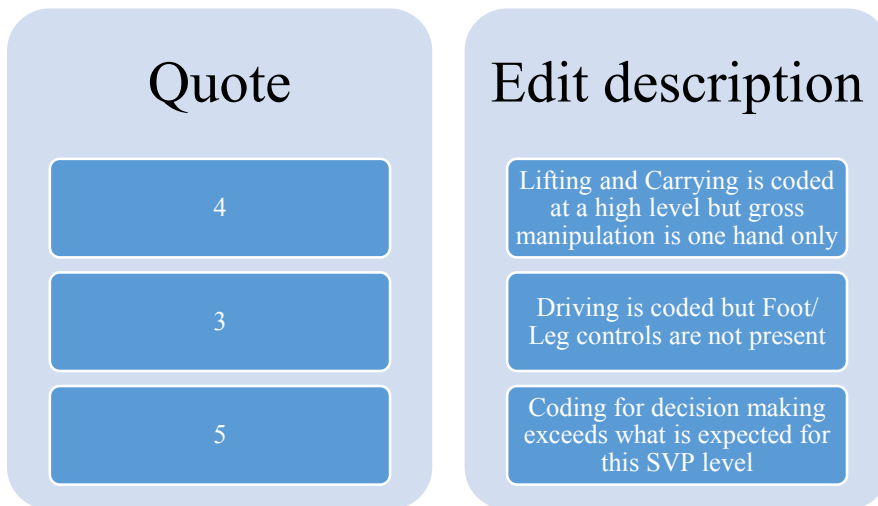 Quote
4
3
5
Edit description
Lifting and Carrying is coded
at a high level but gross
manipulation is one hand only
Driving is coded but Foot/
Leg controls are not present
Coding for decision making
exceeds what is expected for
this SVP level